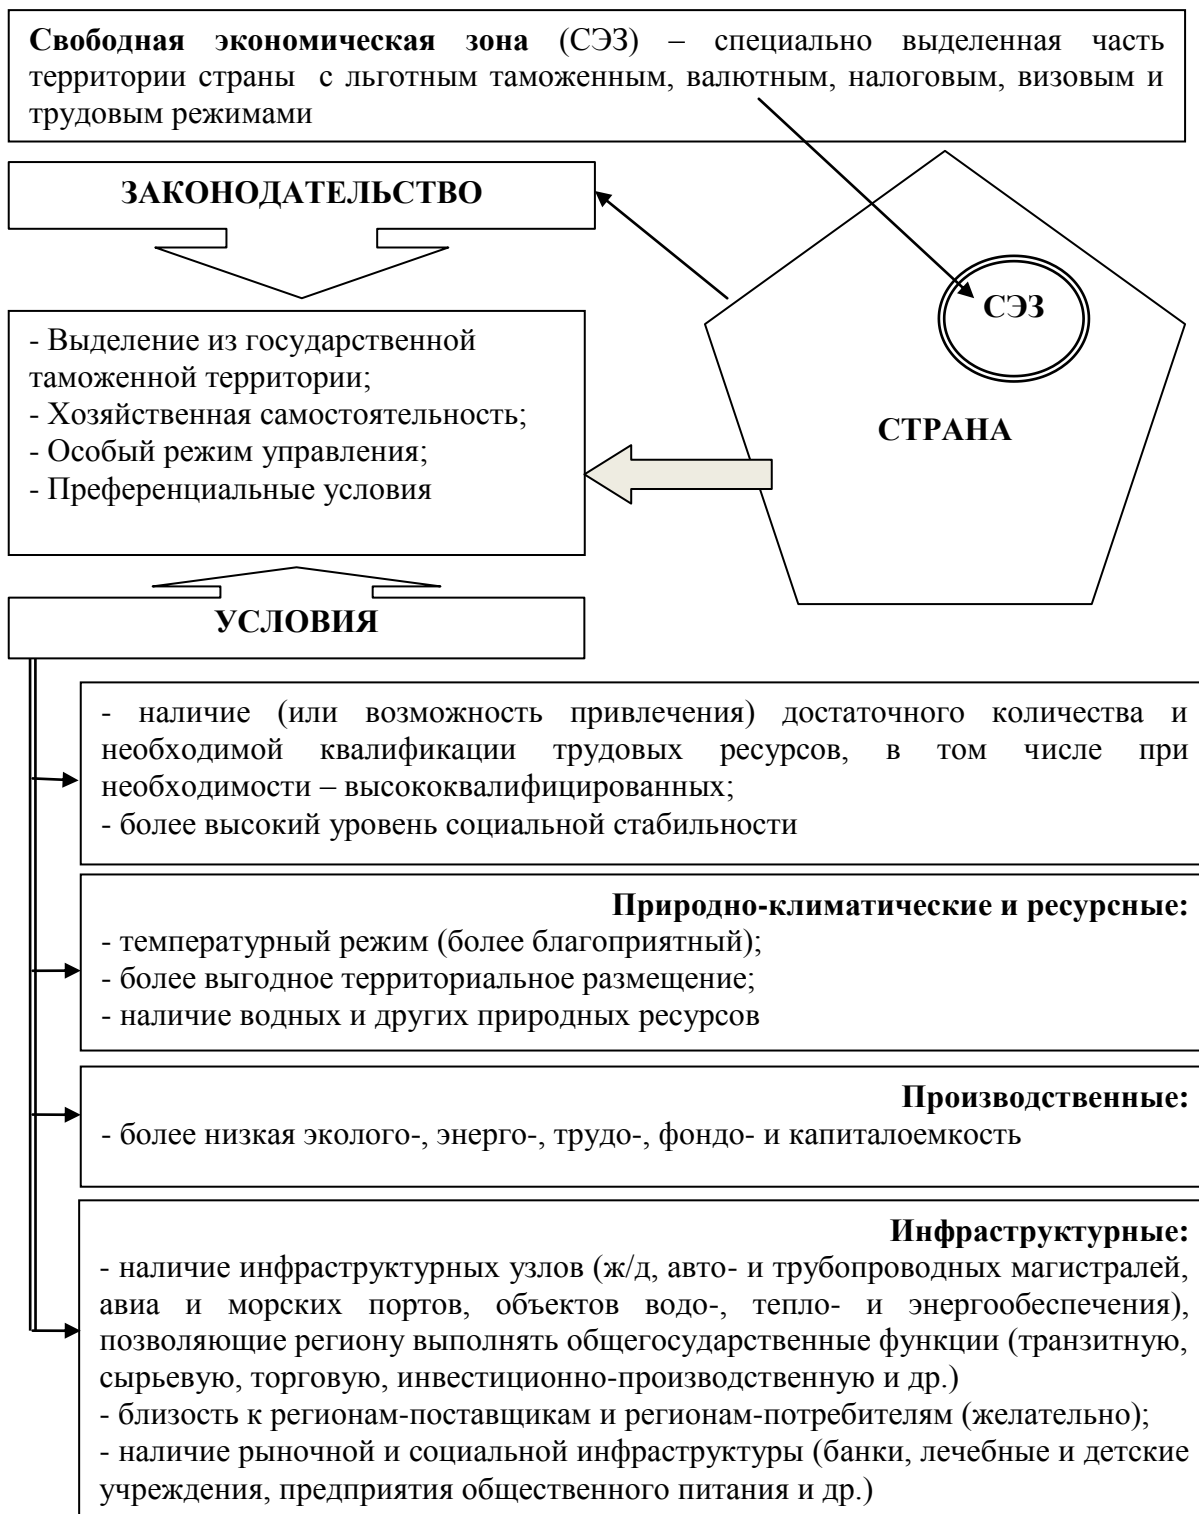 Свободная экономическая зона (СЭЗ) – специально выделенная часть
территории страны с льготным таможенным, валютным, налоговым, визовым и
трудовым режимами
ЗАКОНОДАТЕЛЬСТВО
СЭЗ
СТРАНА
- Выделение из государственной
таможенной территории;
- Хозяйственная самостоятельность;
- Особый режим управления;
- Преференциальные условия
УСЛОВИЯ
- наличие (или возможность привлечения) достаточного количества и
необходимой квалификации трудовых ресурсов, в том числе при
необходимости – высококвалифицированных;
- более высокий уровень социальной стабильности
Природно-климатические и ресурсные:
- температурный режим (более благоприятный);
- более выгодное территориальное размещение;
- наличие водных и других природных ресурсов
Производственные:
- более низкая эколого-, энерго-, трудо-, фондо- и капиталоемкость
Инфраструктурные:
- наличие инфраструктурных узлов (ж/д, авто- и трубопроводных магистралей,
авиа и морских портов, объектов водо-, тепло- и энергообеспечения),
позволяющие региону выполнять общегосударственные функции (транзитную,
сырьевую, торговую, инвестиционно-производственную и др.)
- близость к регионам-поставщикам и регионам-потребителям (желательно);
- наличие рыночной и социальной инфраструктуры (банки, лечебные и детские
учреждения, предприятия общественного питания и др.)